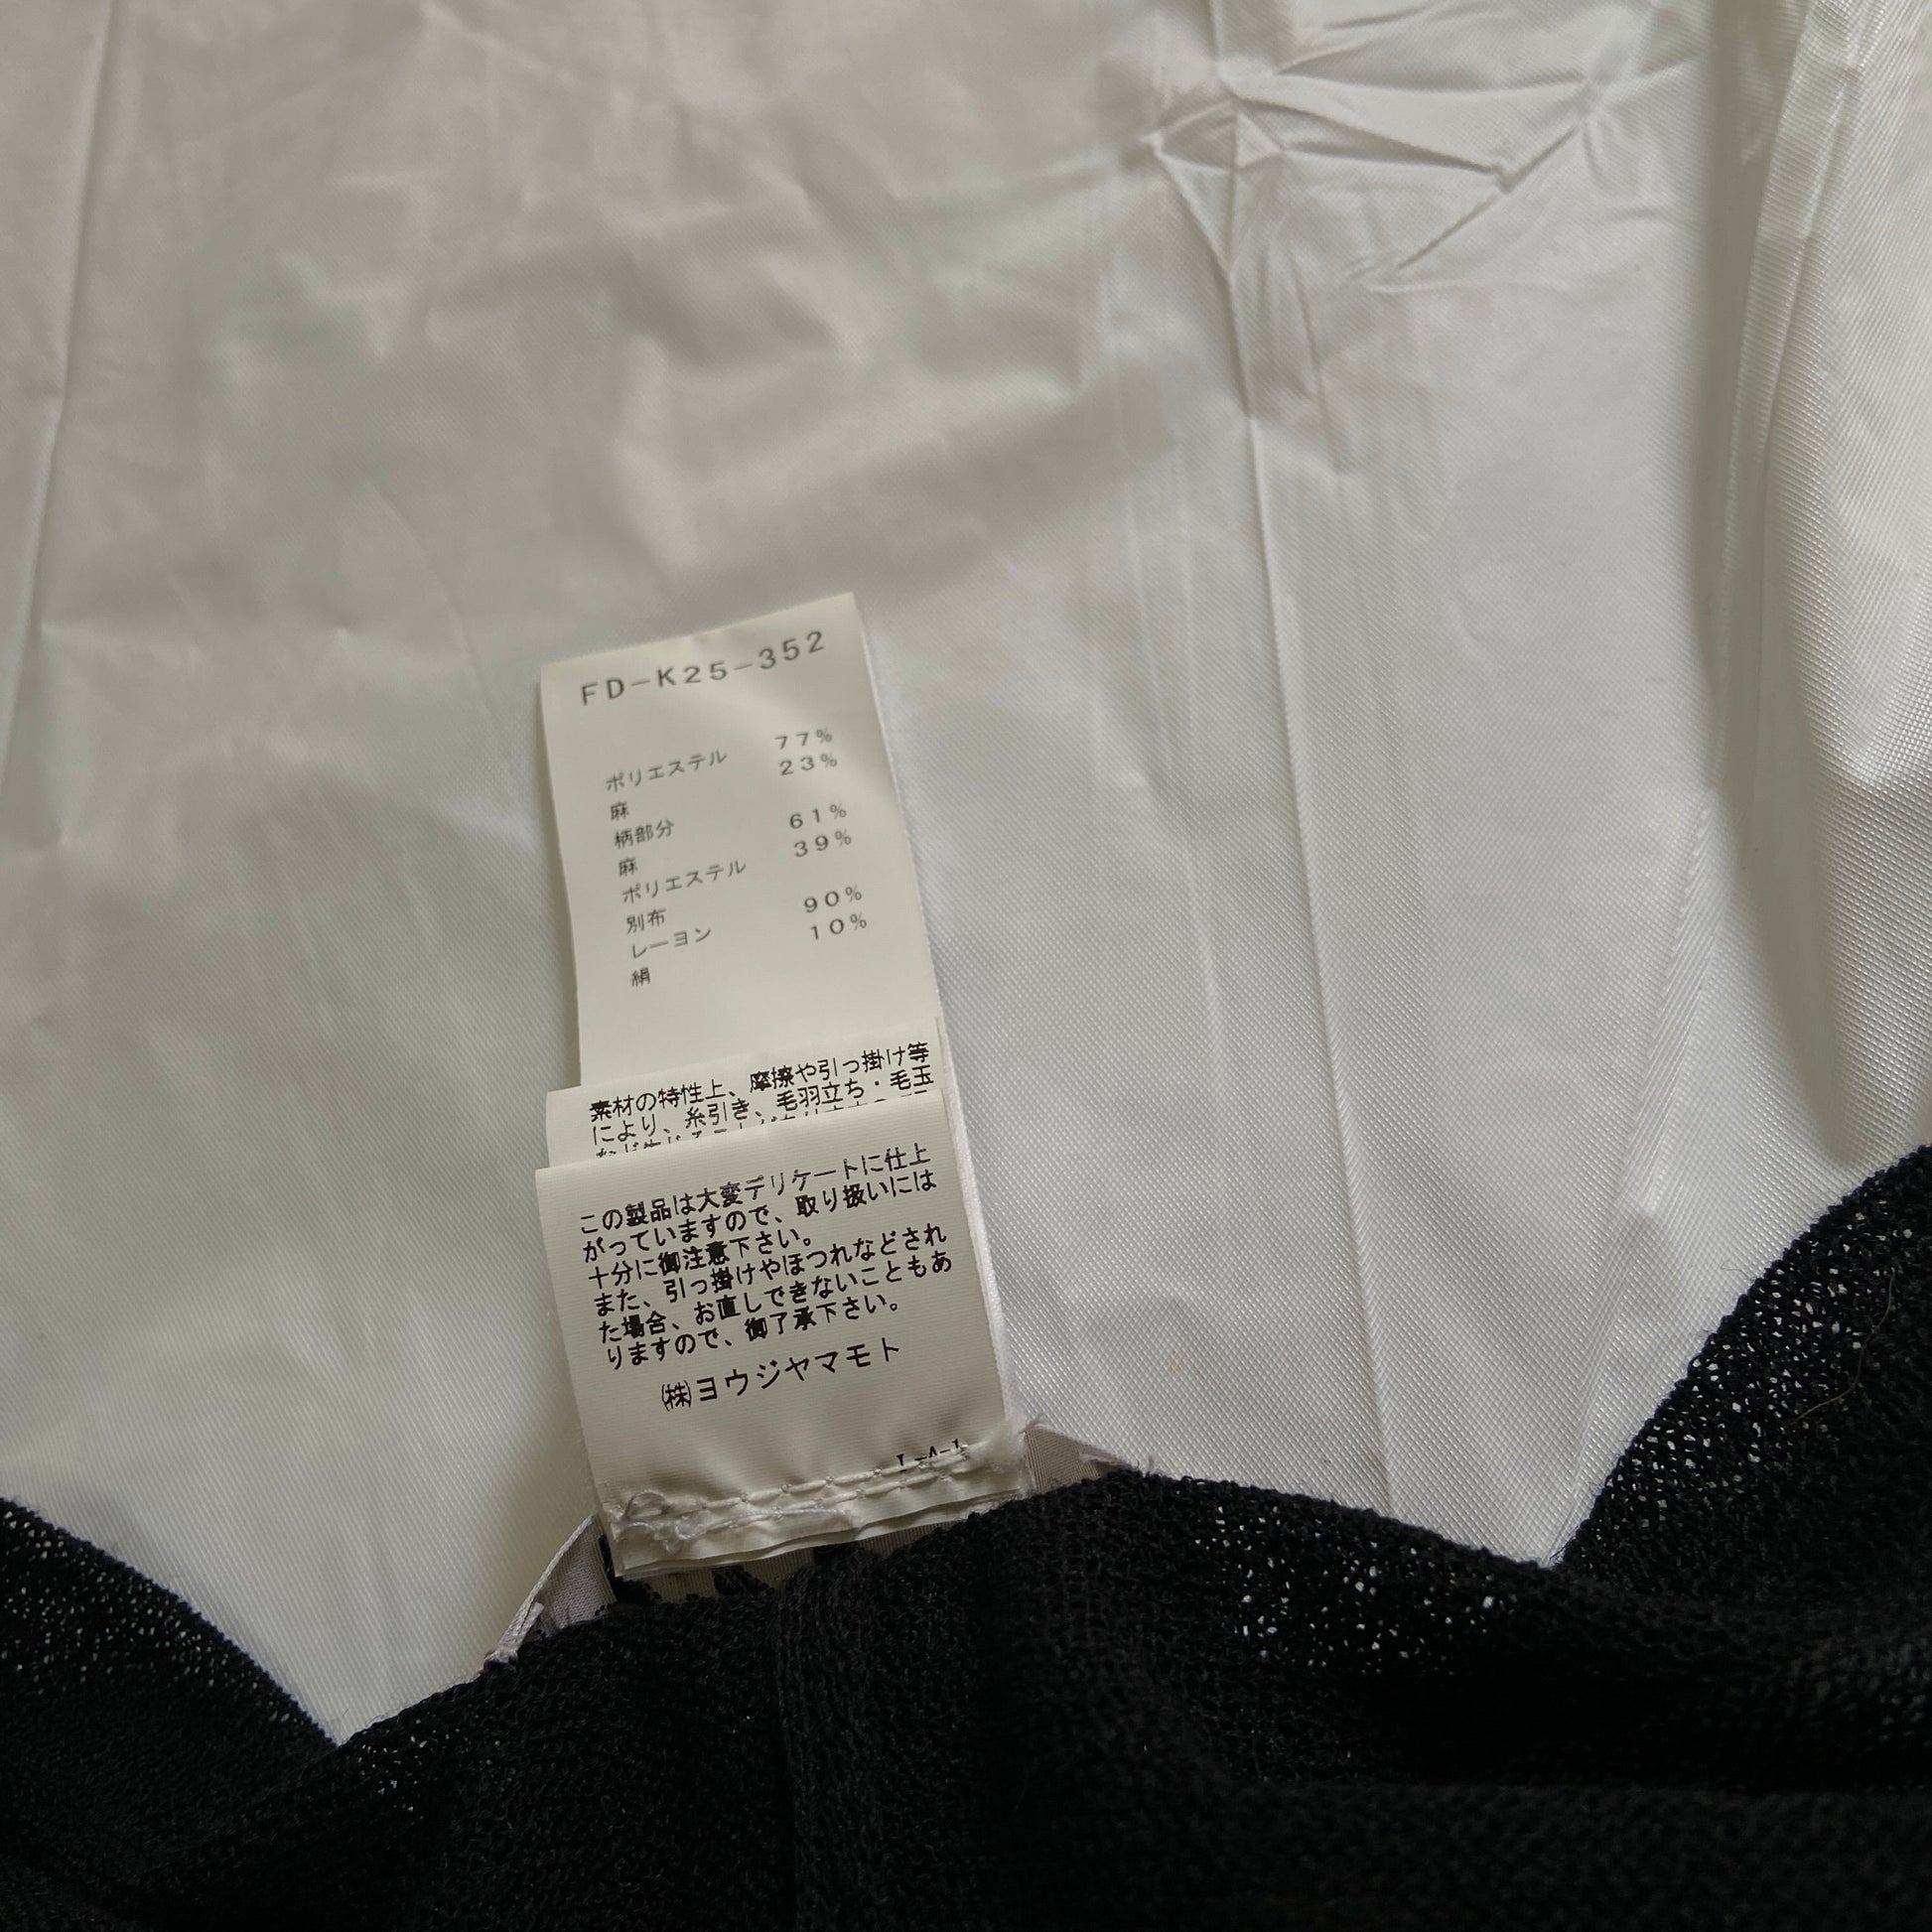 FD-K25-352
ポリエステル 77%
麻 23%
柄部分
麻 61%
ポリエステル 39%
別布
レーヨン 90%
絹 10%
素材の特性上、摩擦や引っ掛け等
により、糸引き、毛羽立ち・毛玉
この製品は大変デリケートに仕上
がっていますので、取り扱いには
十分に御注意下さい。
また、引っ掛けやほつれなどされ
た場合、お直しできないこともあ
りますので、御了承下さい。
㈱ヨウジヤマモト